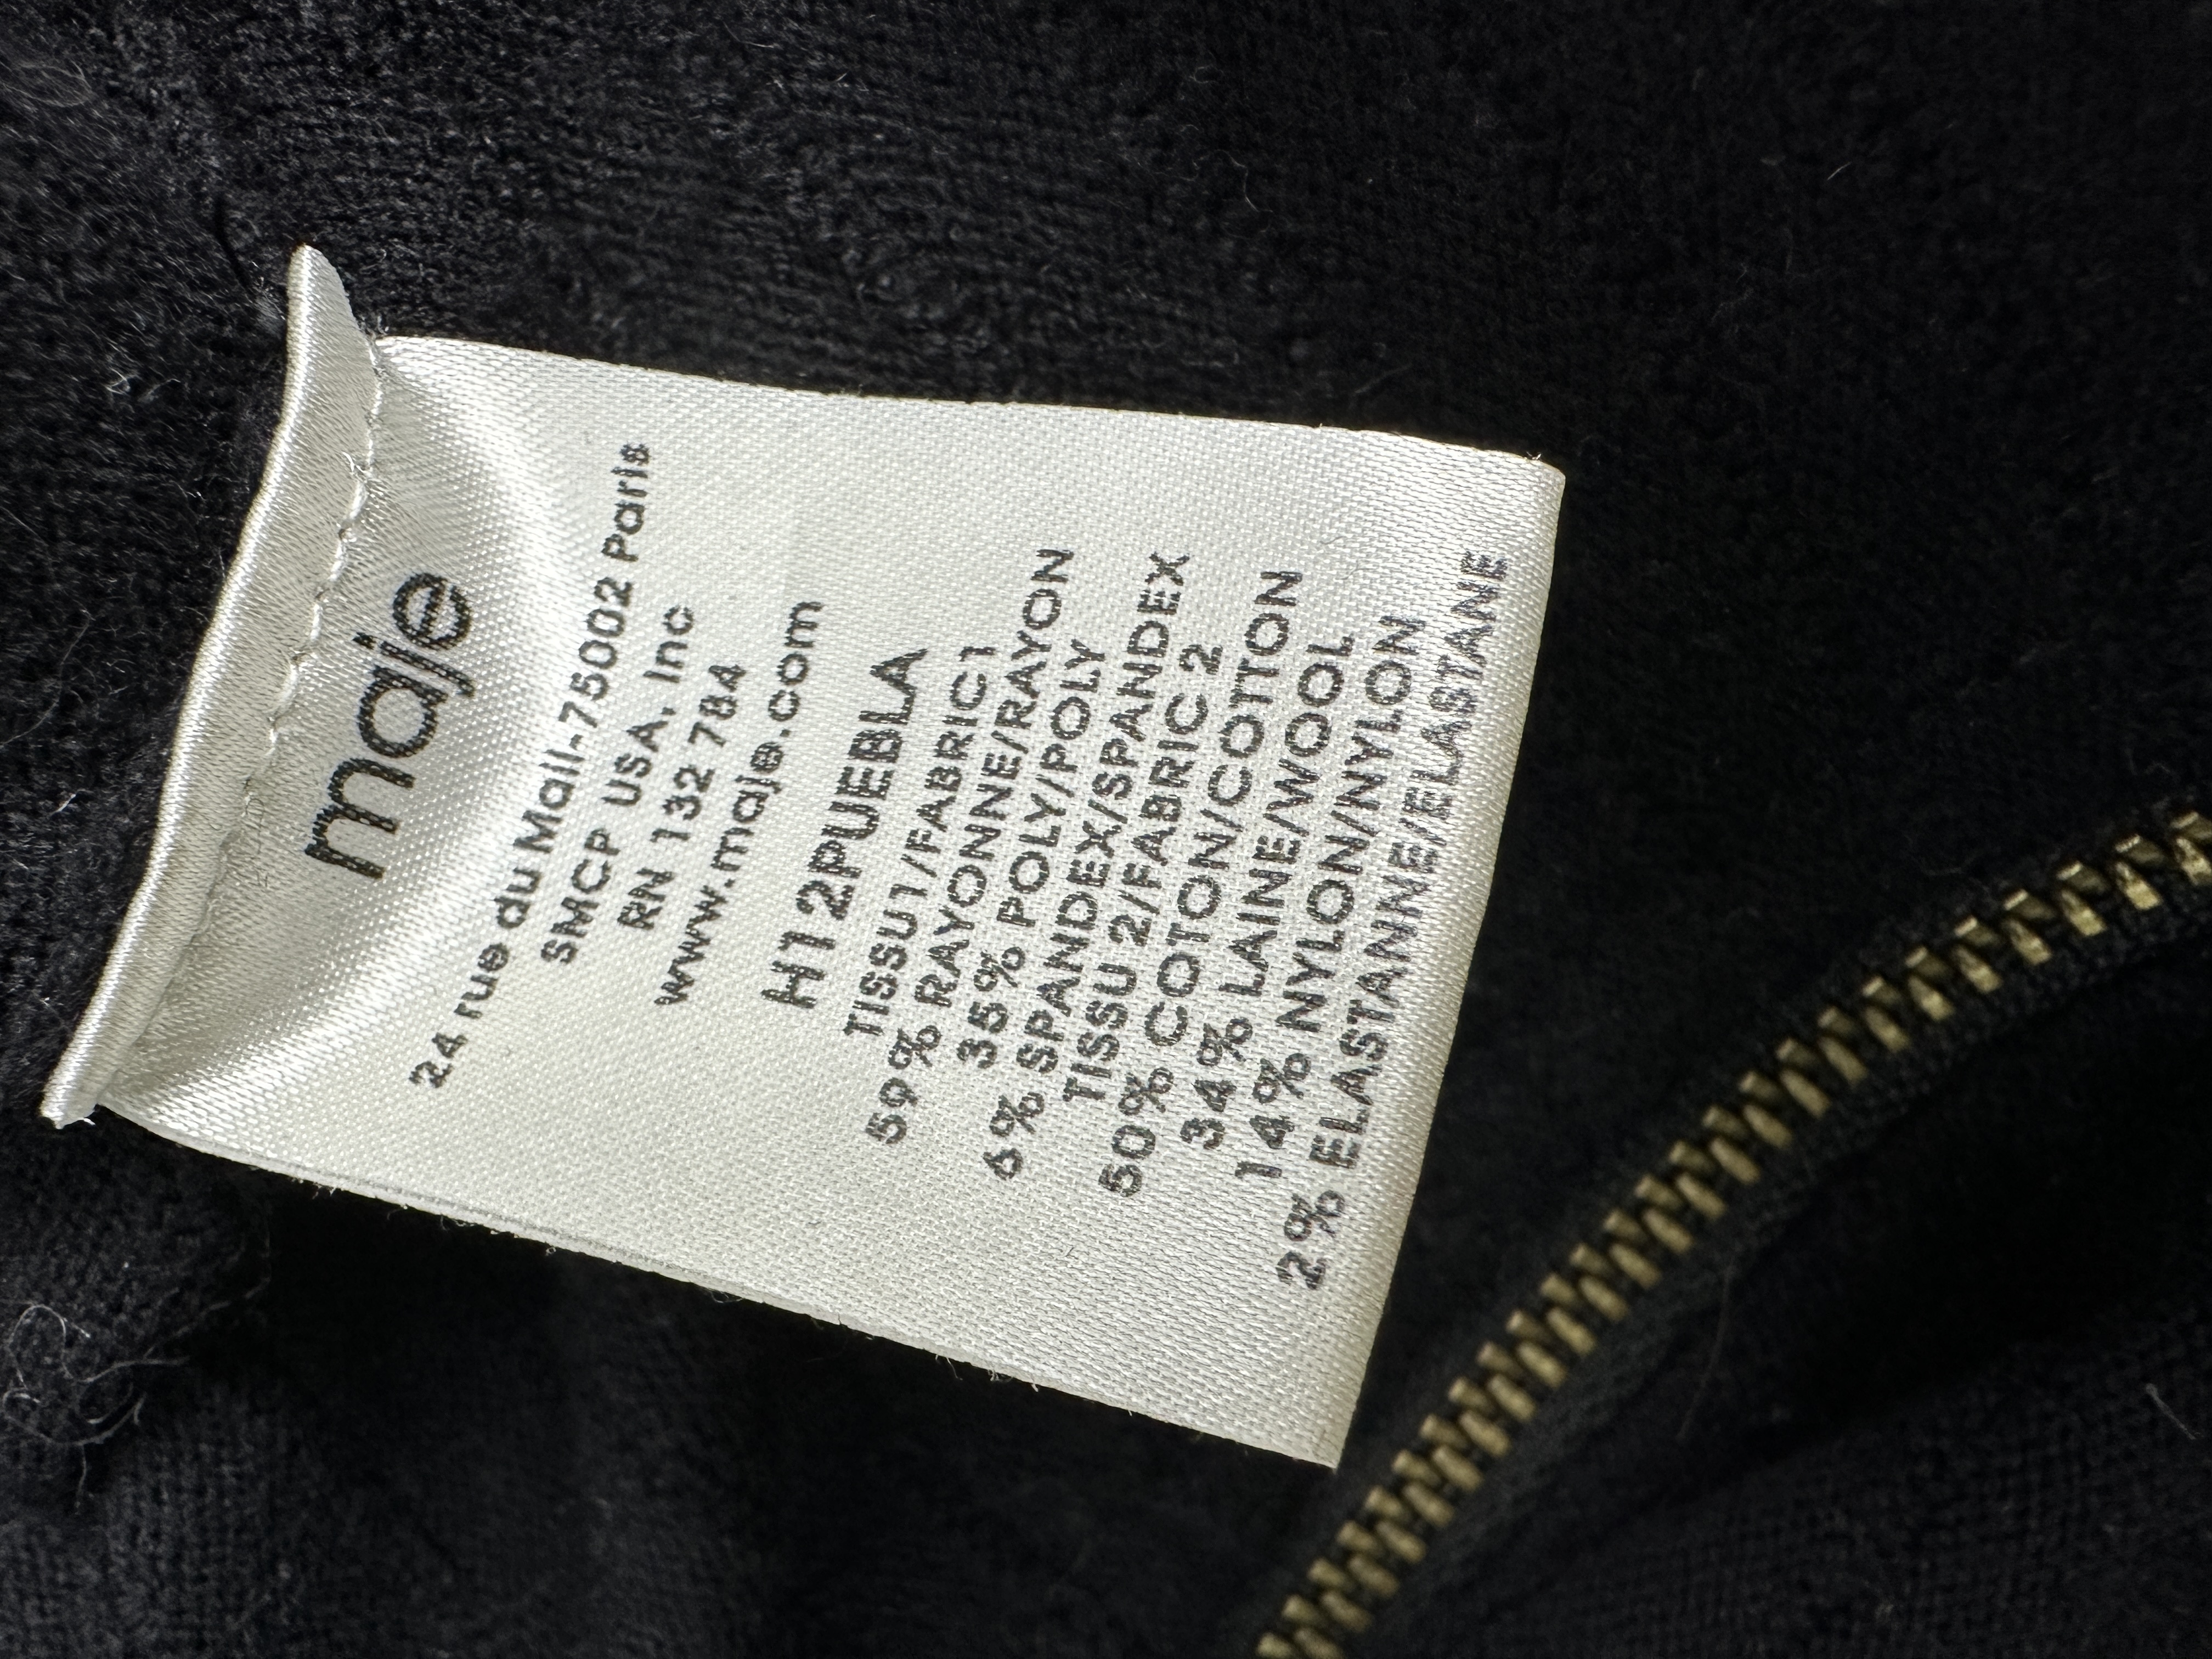 maje
24 rue du Mail-75002 Paris
SMCP USA, Inc
RN 132 784
www.maje.com
H12PUEBLA
TISSU1/FABRIC1
59% RAYONNE/RAYON
35% POLY/POLY
6% SPANDEX/SPANDEX
TISSU 2/FABRIC 2
50% COTON/COTTON
34% LAINE/WOOL
14% NYLON/NYLON
2% ELASTANNE/ELASTANE